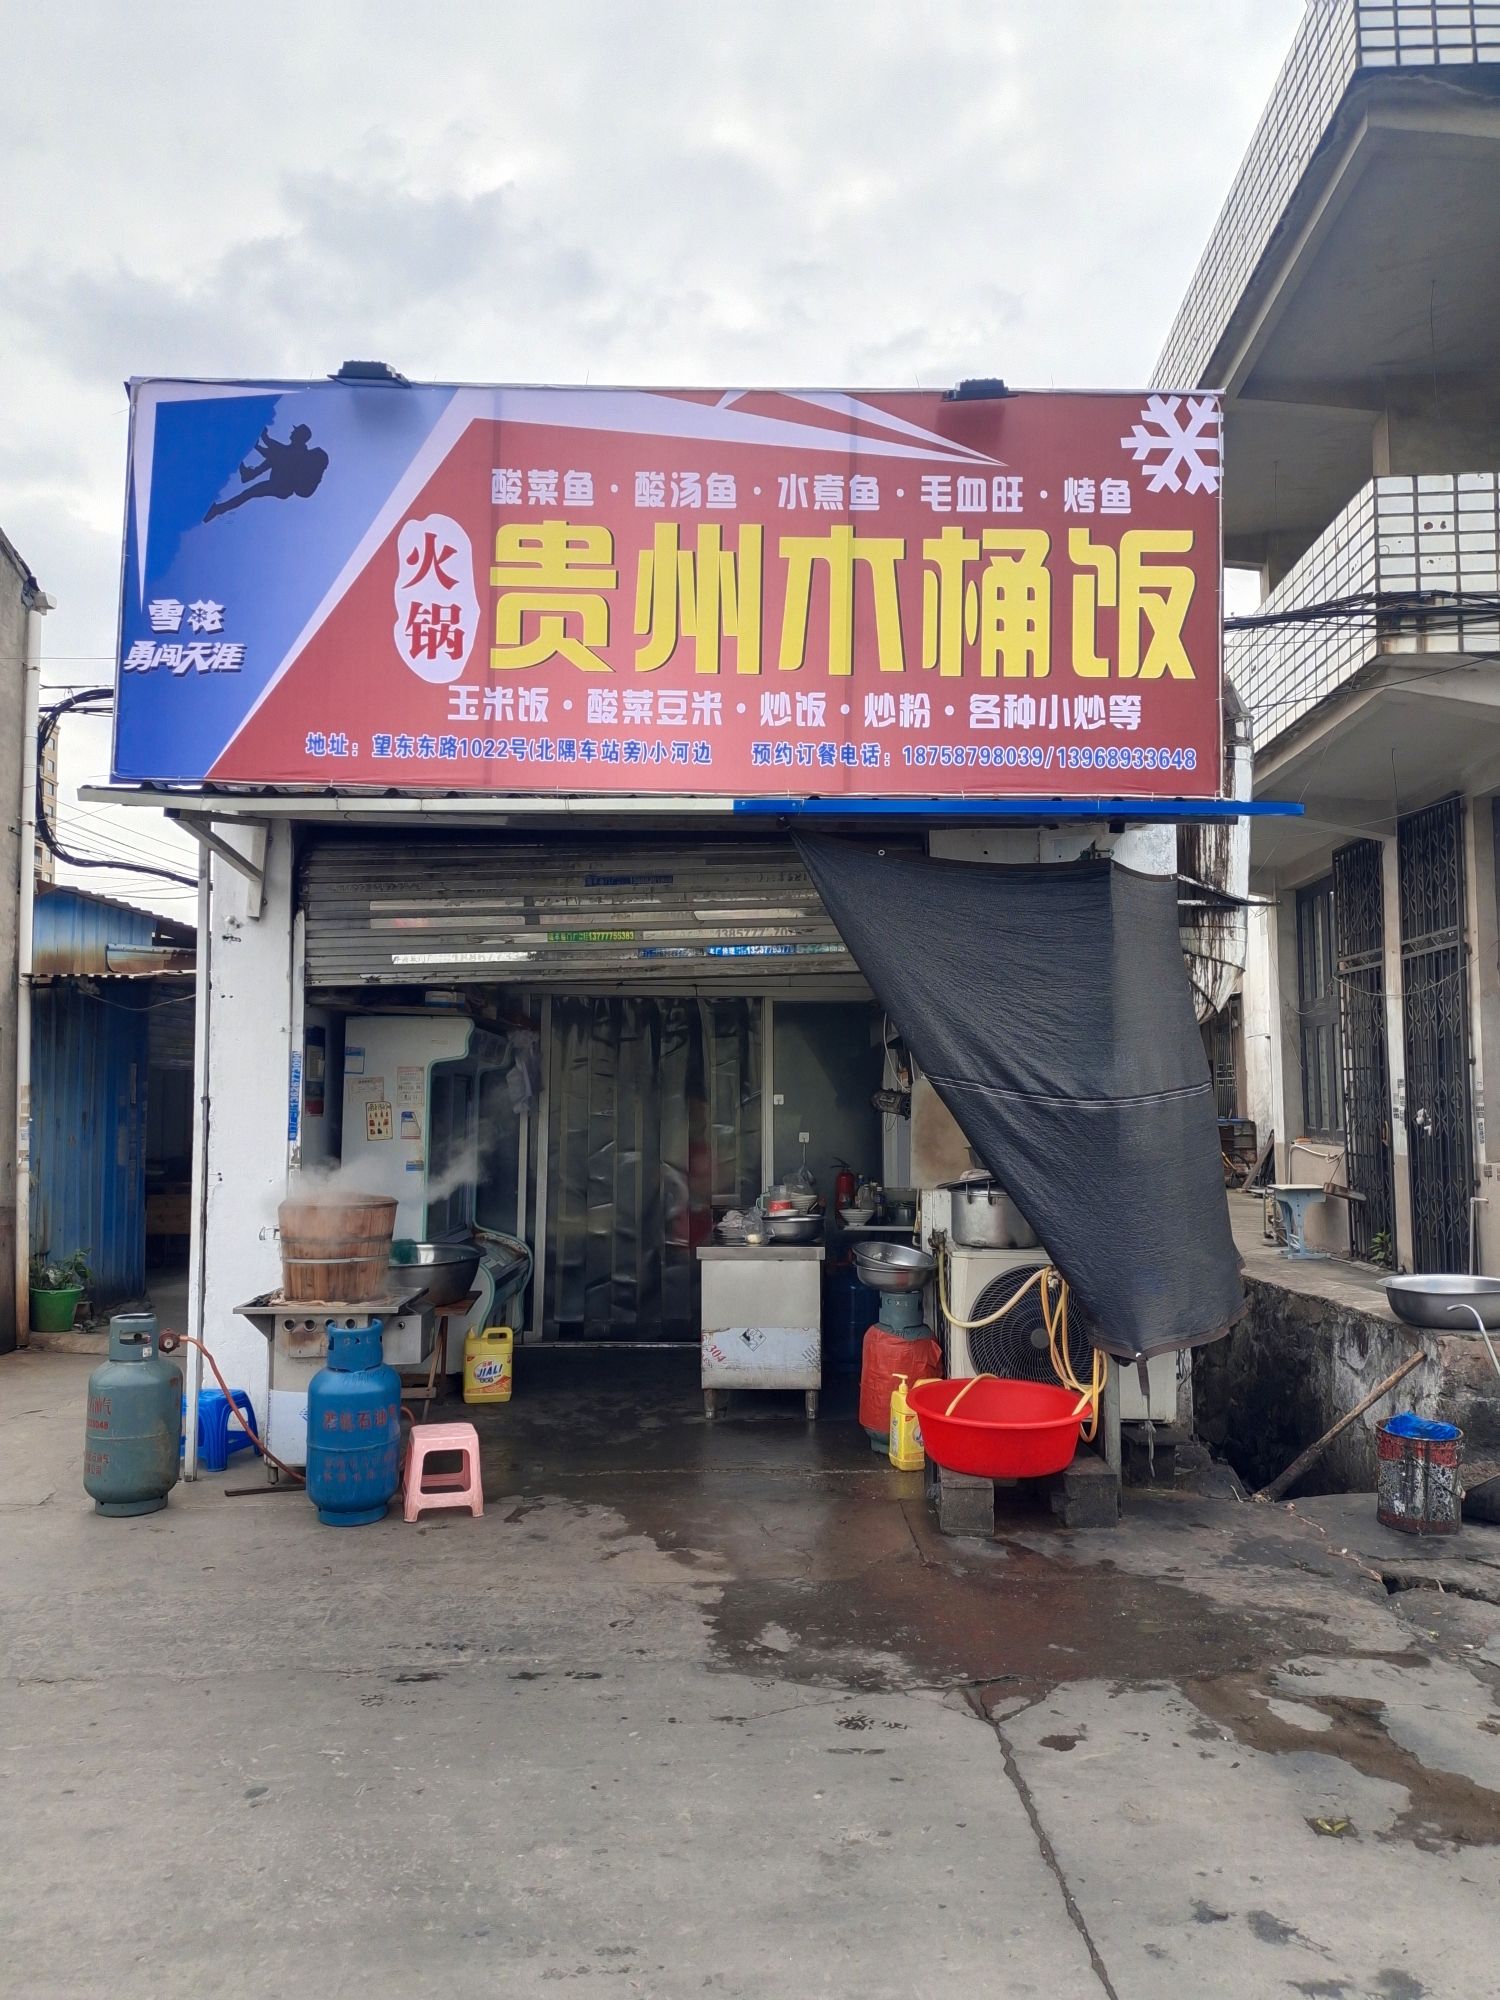 酸菜鱼·酸汤鱼·水煮鱼·毛血旺·烤鱼
火锅
贵州木桶饭
雪花
勇闯天涯
玉米饭·酸菜豆米·炒饭·炒粉·各种小炒等
地址：望东东路1022号(北隅车站旁)小河边 预约订餐电话：18758798039/13968933648
13777755383
JIALI
304